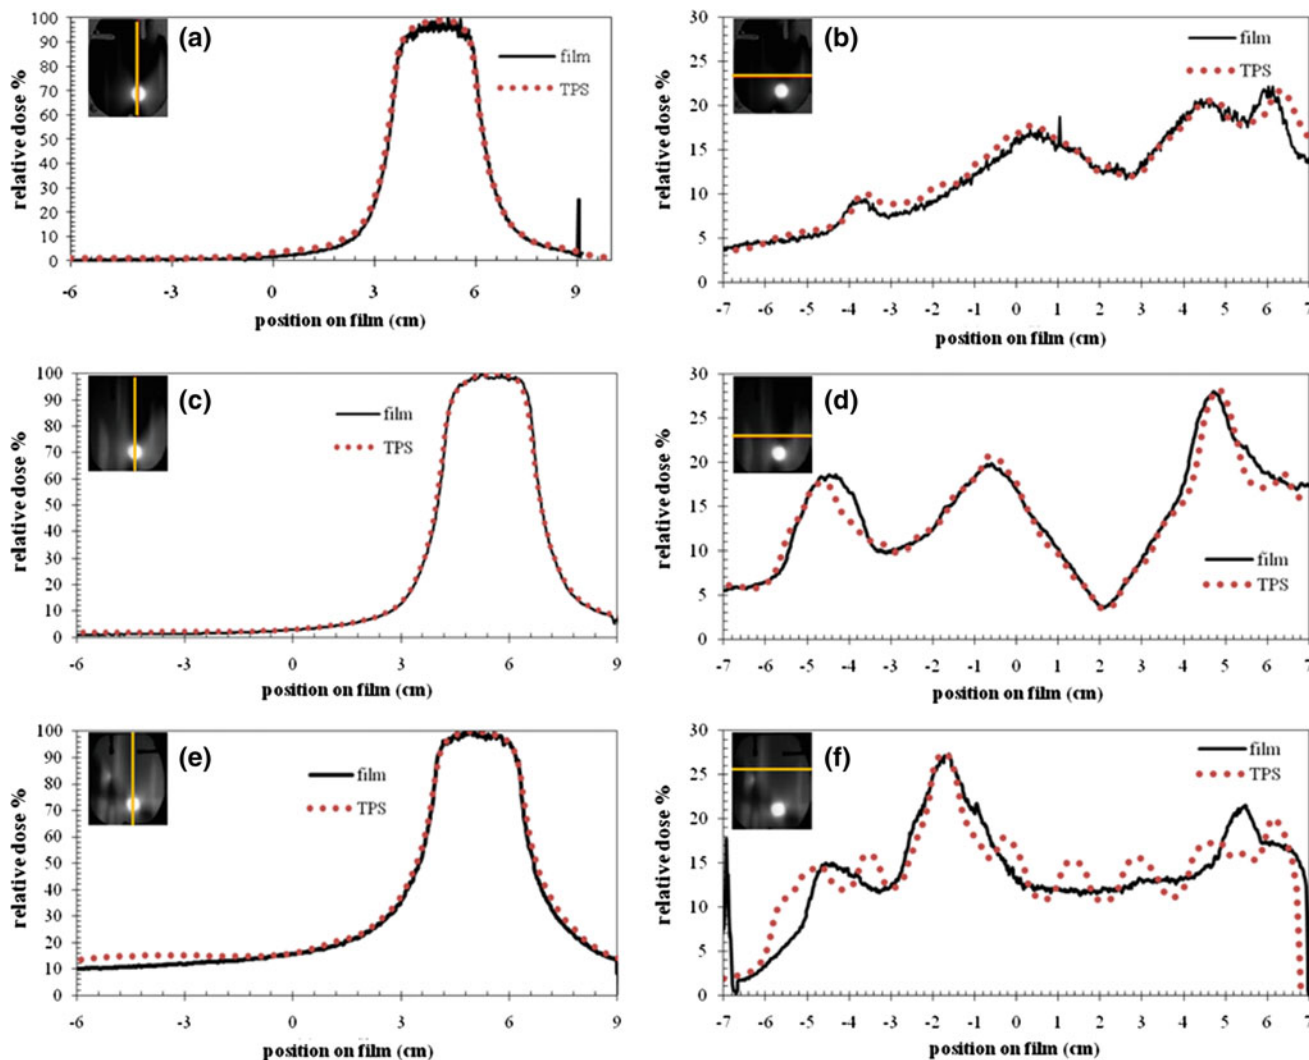 100
90
80
70
60
50
40
30
20
10
0
relative dose %
(a)
film
TPS
-6 -3 0 3 6 9
position on film (cm)
30
25
20
15
10
5
0
relative dose %
(b)
film
TPS
-7 -6 -5 -4 -3 -2 -1 0 1 2 3 4 5 6 7
position on film (cm)
100
90
80
70
60
50
40
30
20
10
0
relative dose %
(c)
film
TPS
-6 -3 0 3 6 9
position on film (cm)
30
25
20
15
10
5
0
relative dose %
(d)
film
TPS
-7 -6 -5 -4 -3 -2 -1 0 1 2 3 4 5 6 7
position on film (cm)
100
90
80
70
60
50
40
30
20
10
0
relative dose %
(e)
film
TPS
-6 -3 0 3 6 9
position on film (cm)
30
25
20
15
10
5
0
relative dose %
(f)
film
TPS
-7 -6 -5 -4 -3 -2 -1 0 1 2 3 4 5 6 7
position on film (cm)